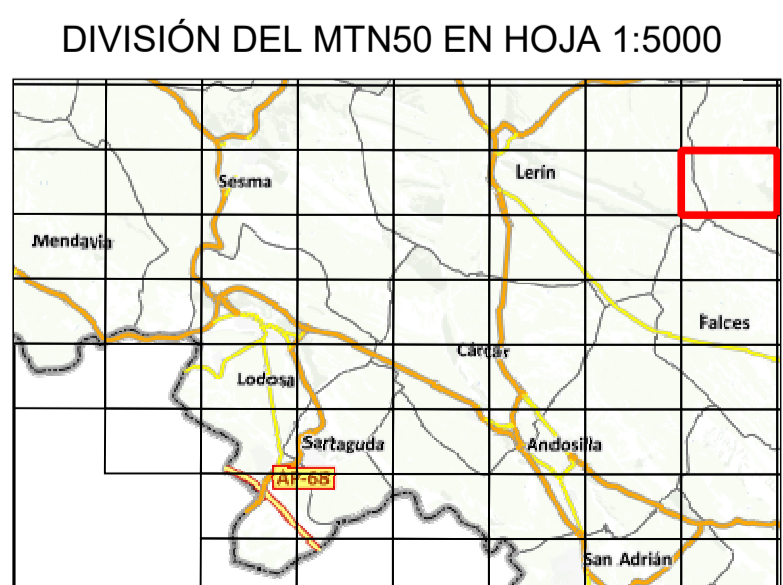 DIVISIÓN DEL MTN50 EN HOJA 1:5000
Lerín
Sesma
Mendavia
Falces
Cárcar
Lodosa
Sartaguda
Andosilla
AP-68
San Adrián